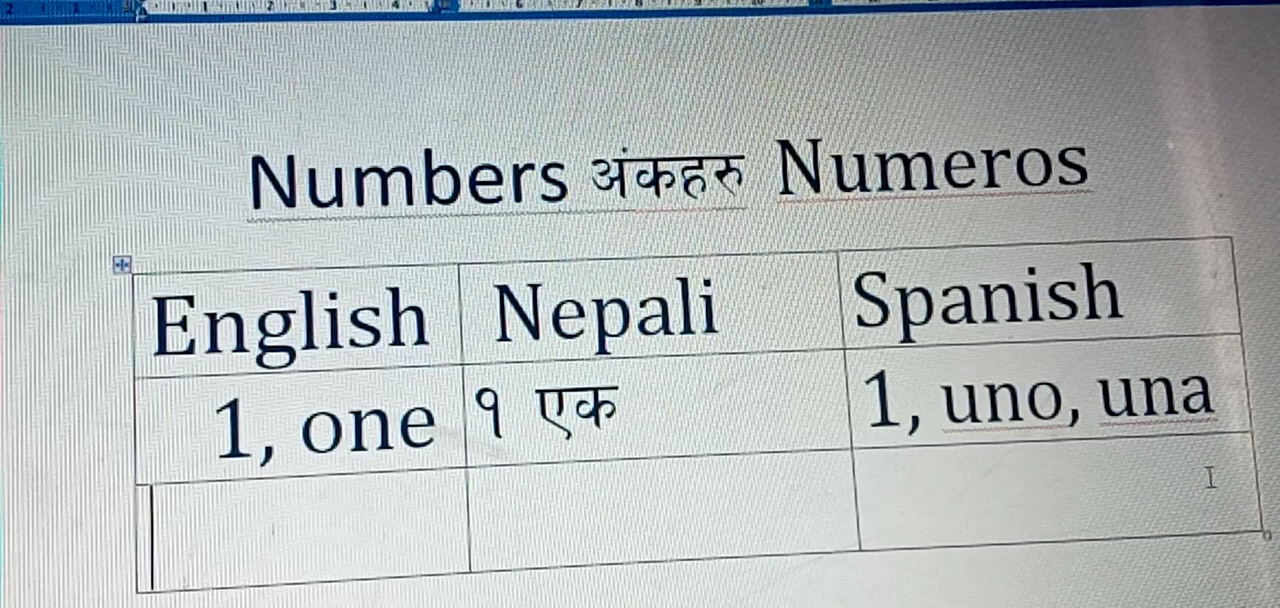 Numbers अंकहरु Numeros
English Nepali Spanish
1, one १ एक 1, uno, una